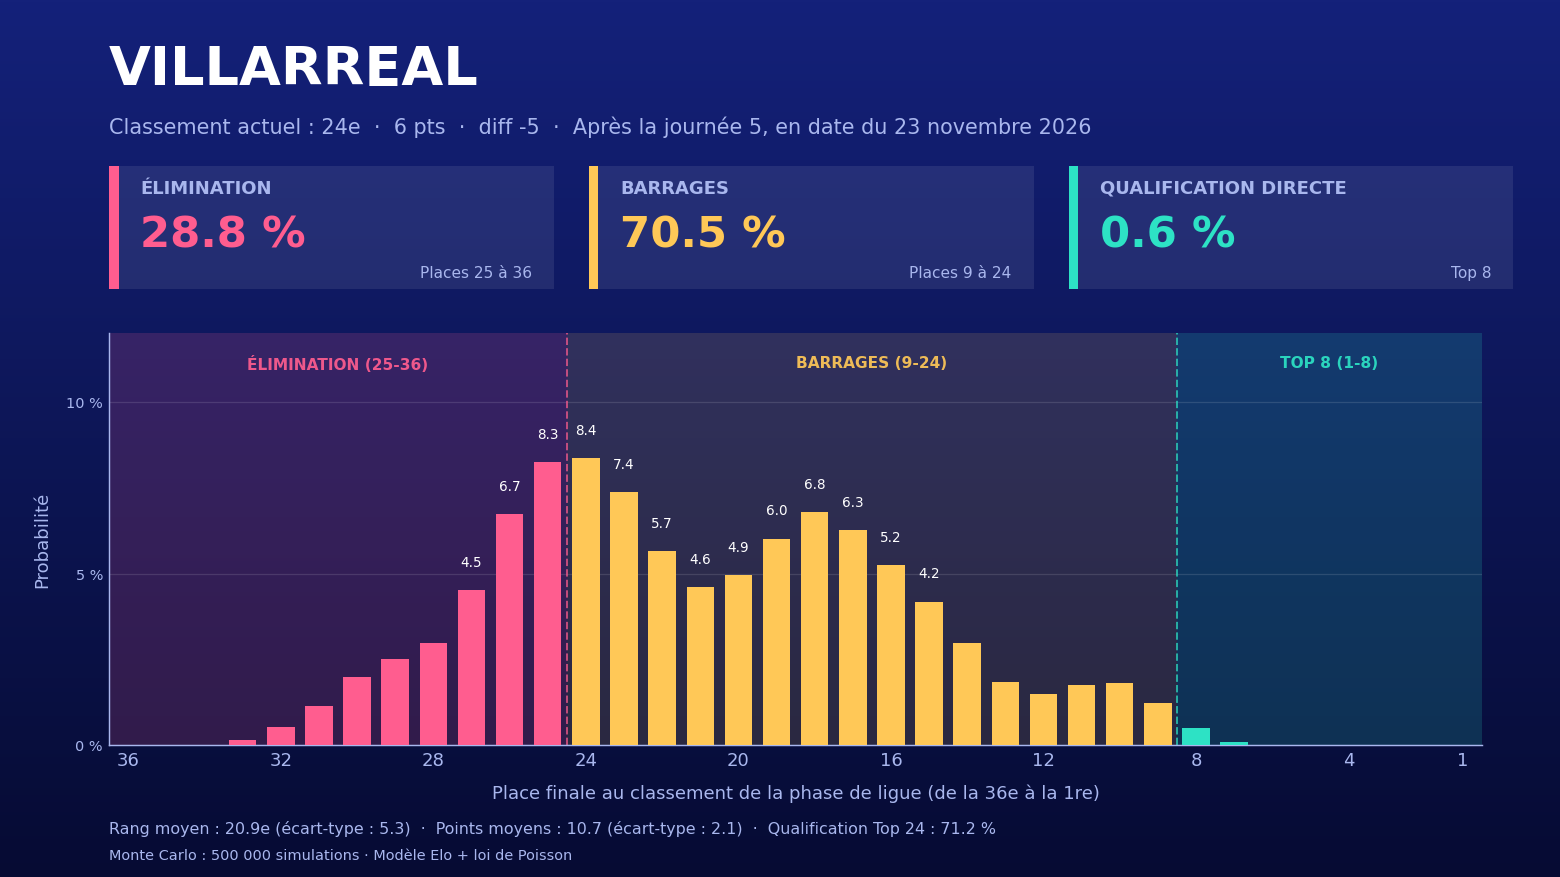 VILLARREAL
Classement actuel : 24e · 6 pts · diff -5 · Après la journée 5, en date du 23 novembre 2026
ÉLIMINATION
28.8 %
Places 25 à 36
BARRAGES
70.5 %
Places 9 à 24
QUALIFICATION DIRECTE
0.6 %
Top 8
ÉLIMINATION (25-36)
BARRAGES (9-24)
TOP 8 (1-8)
Probabilité
10 %
5 %
0 %
4.5
6.7
8.3
8.4
7.4
5.7
4.6
4.9
6.0
6.8
6.3
5.2
4.2
36 32 28 24 20 16 12 8 4 1
Place finale au classement de la phase de ligue (de la 36e à la 1re)
Rang moyen : 20.9e (écart-type : 5.3) · Points moyens : 10.7 (écart-type : 2.1) · Qualification Top 24 : 71.2 %
Monte Carlo : 500 000 simulations · Modèle Elo + loi de Poisson